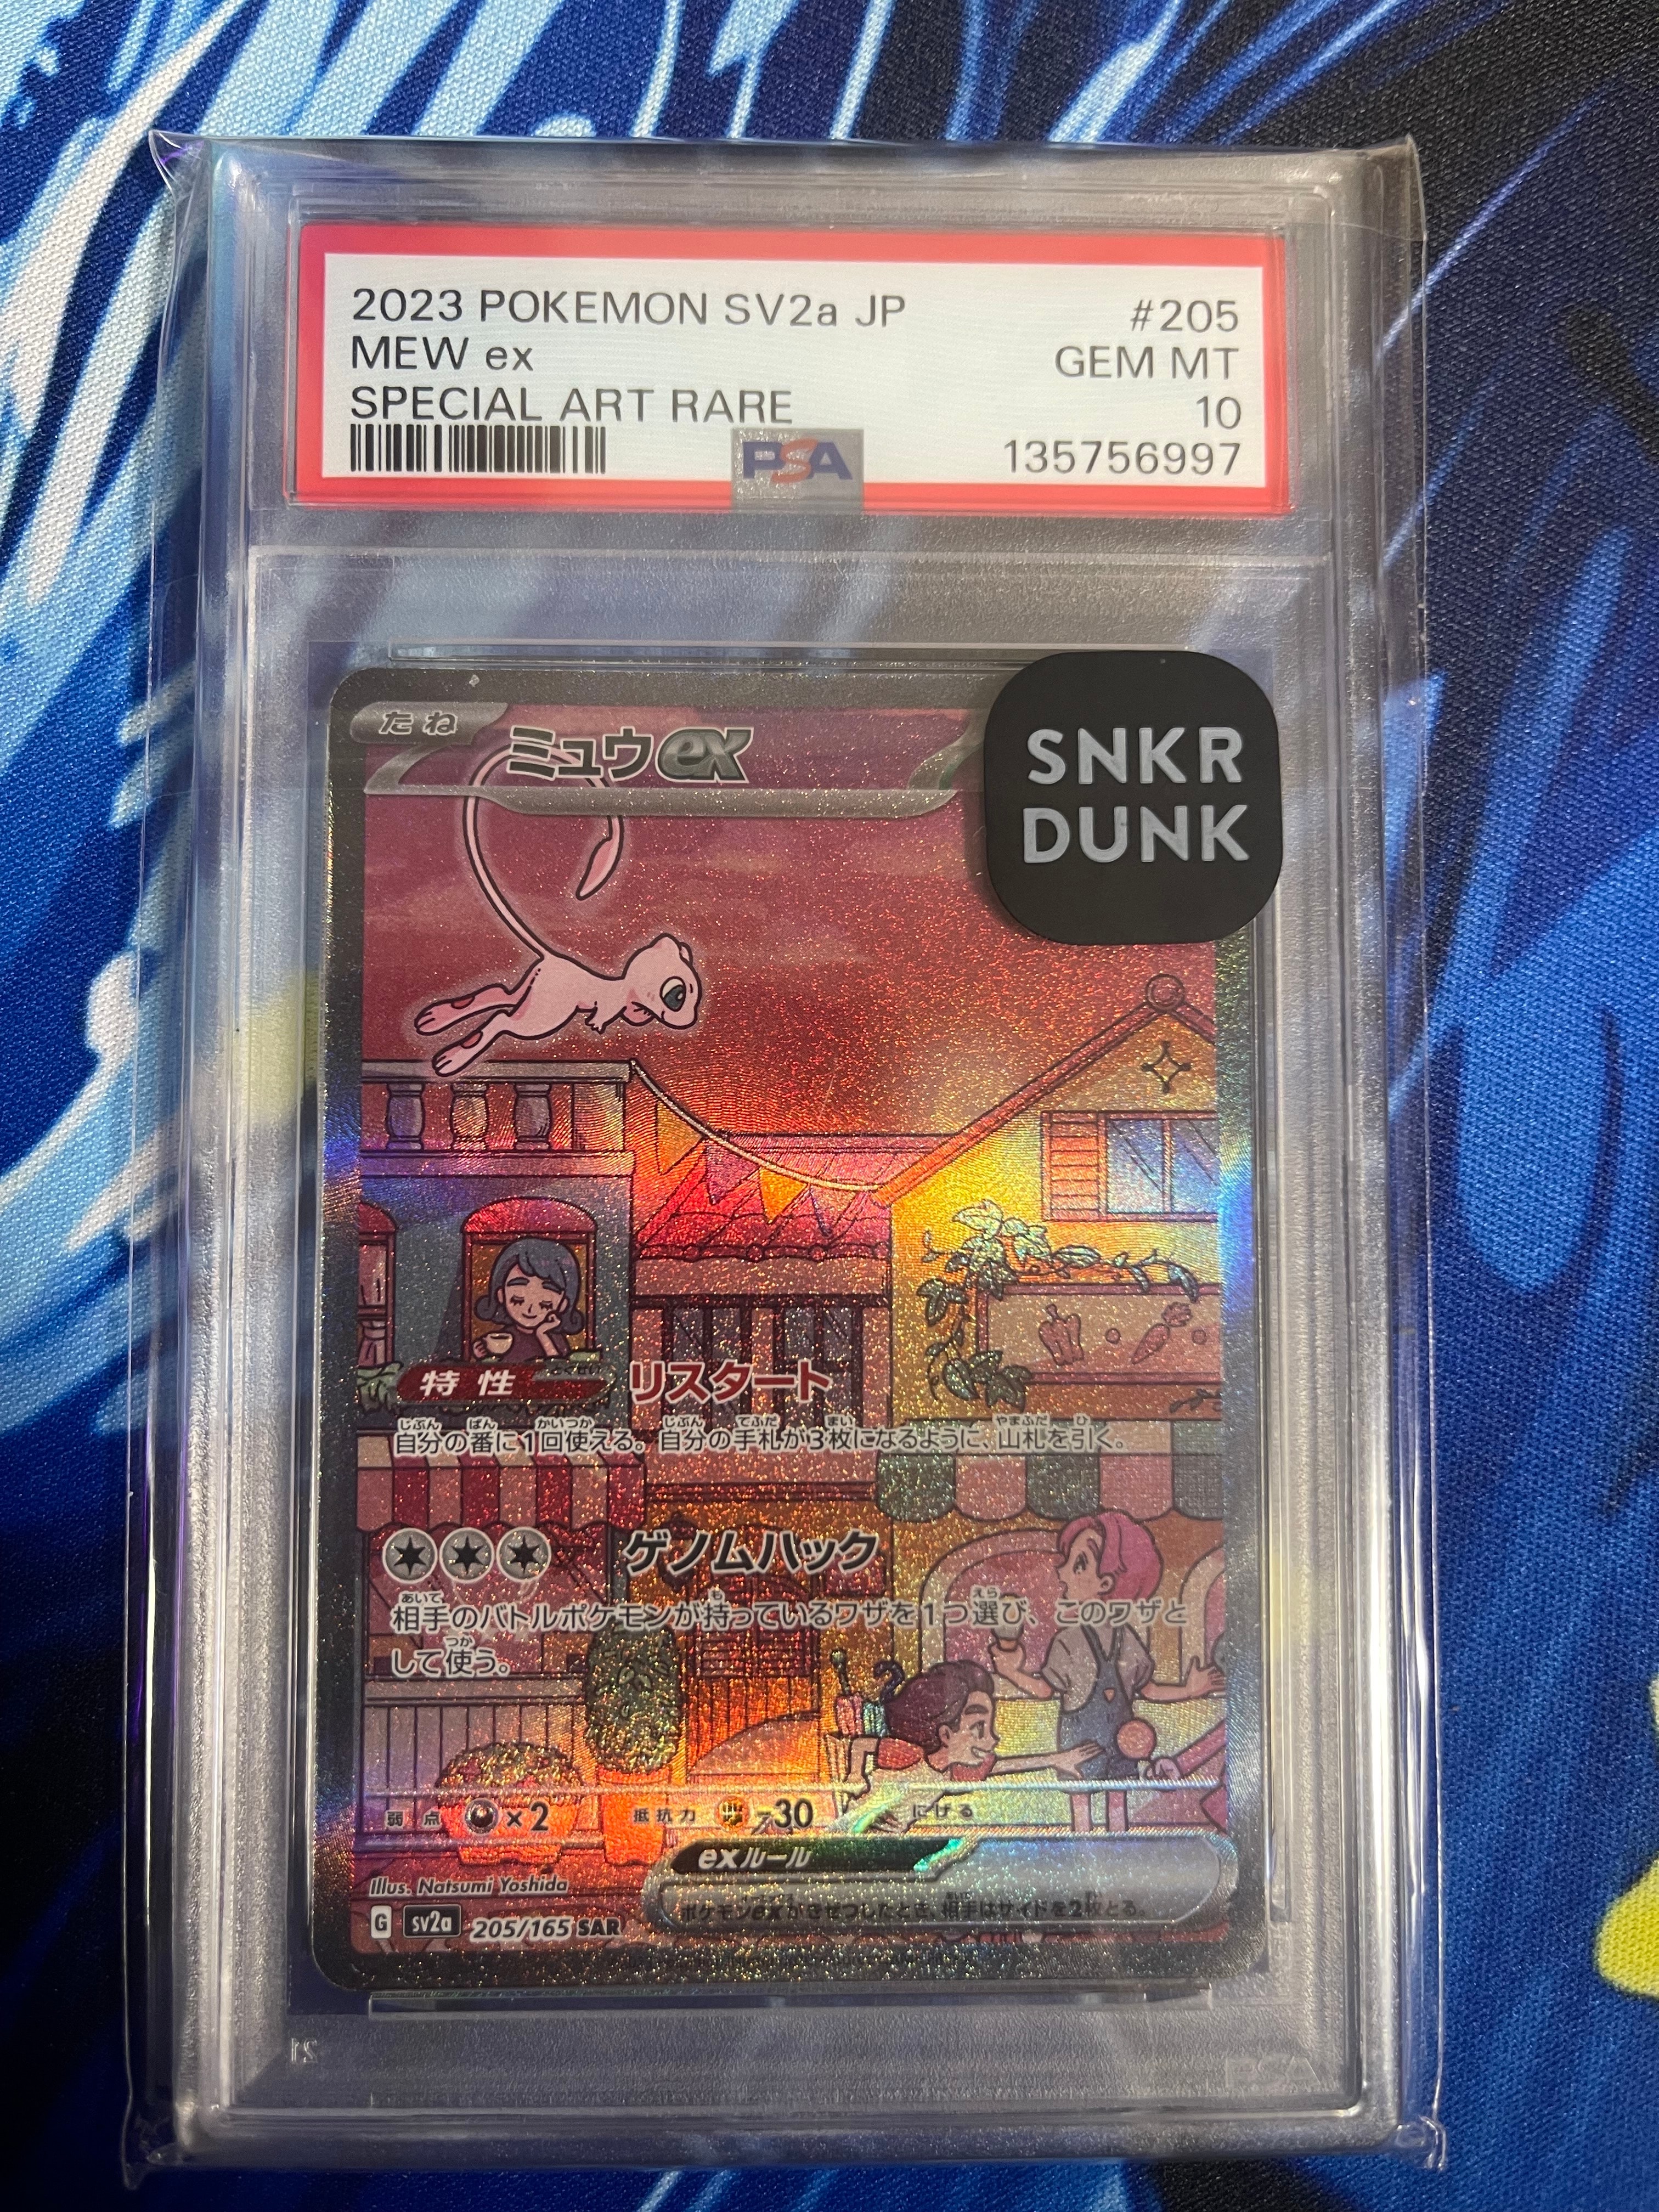 2023 POKEMON SV2a JP #205
MEW ex GEM MT
SPECIAL ART RARE 10
PSA 135756997
たね ミュウex
SNKR
DUNK
特性 リスタート
自分の番に1回使える。自分の手札が3枚になるように、山札を引く。
ゲノムハック
相手のバトルポケモンが持っているワザを1つ選び、このワザと
して使う。
弱点 ×2 抵抗力 -30 にげる
exルール
ポケモンexがきぜつしたとき、相手はサイドを2枚とる。
Illus. Natsumi Yoshida
G sv2a 205/165 SAR